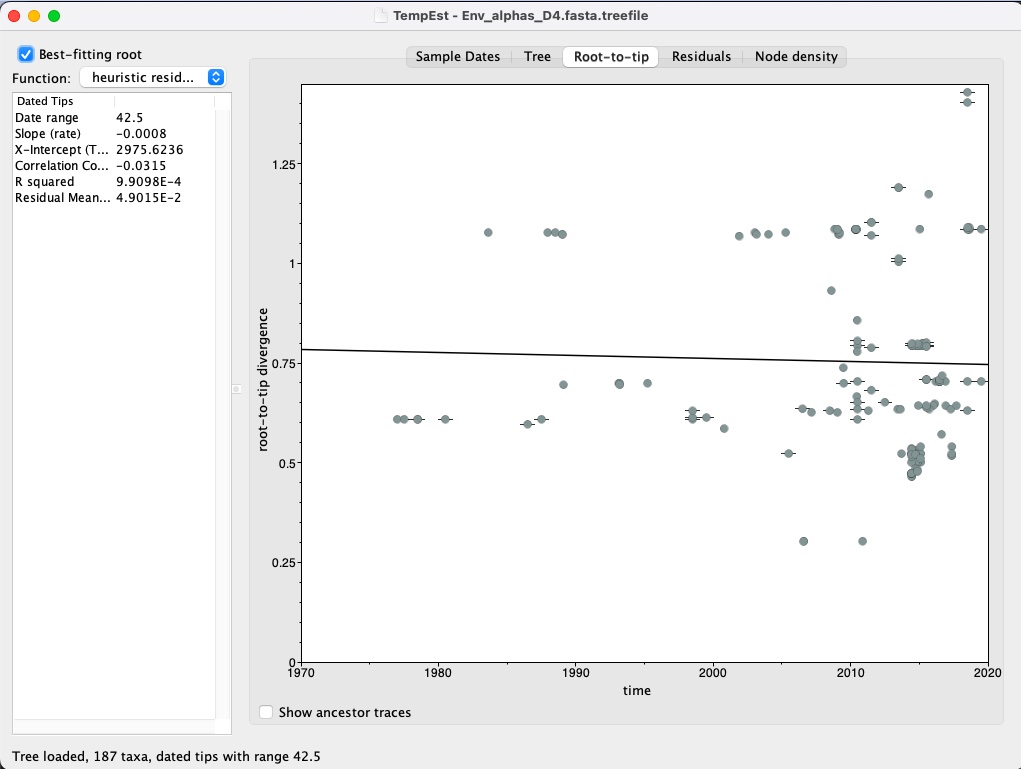 TempEst - Env_alphas_D4.fasta.treefile
Best-fitting root
Function: heuristic resid...
Dated Tips
Date range 42.5
Slope (rate) -0.0008
X-Intercept (T... 2975.6236
Correlation Co... -0.0315
R squared 9.9098E-4
Residual Mean... 4.9015E-2
Sample Dates Tree Root-to-tip Residuals Node density
1.25
1
0.75
0.5
0.25
0
root-to-tip divergence
1970 1980 1990 2000 2010 2020
time
Show ancestor traces
Tree loaded, 187 taxa, dated tips with range 42.5